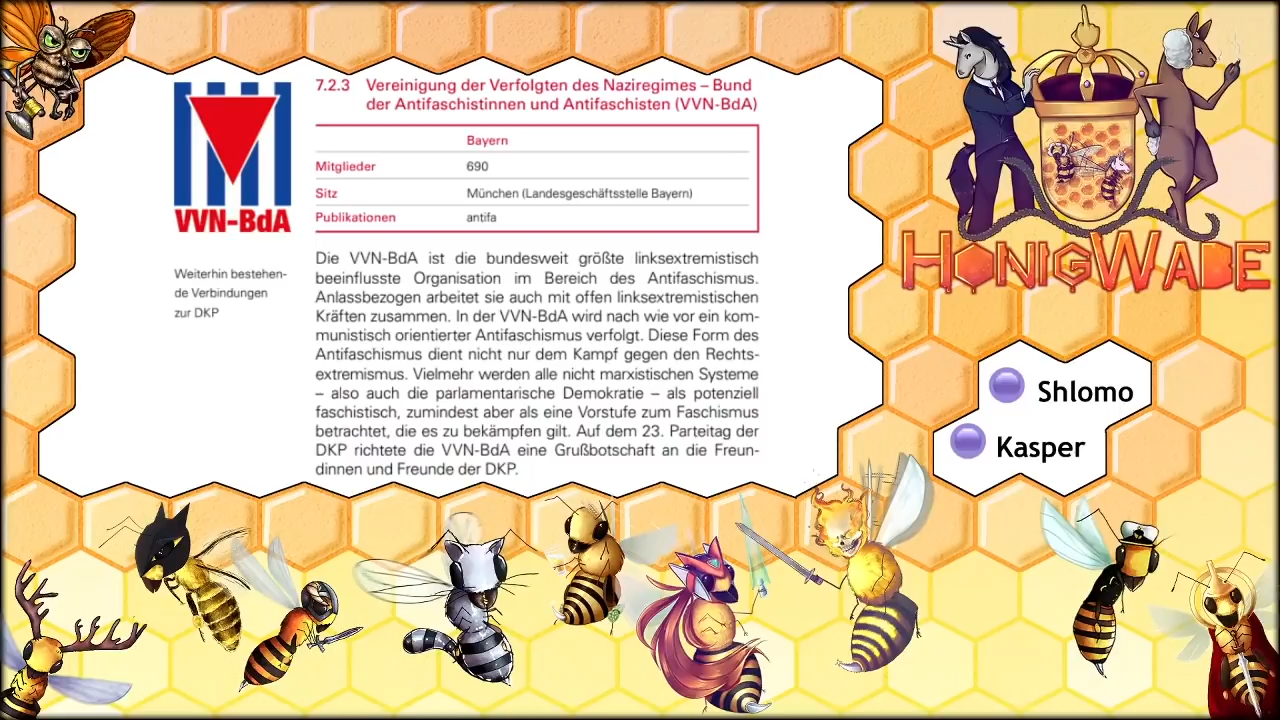 7.2.3 Vereinigung der Verfolgten des Naziregimes – Bund
der Antifaschistinnen und Antifaschisten (VVN-BdA)
VVN-BdA
Bayern
Mitglieder 690
Sitz München (Landesgeschäftsstelle Bayern)
Publikationen antifa
Weiterhin bestehen-
de Verbindungen
zur DKP
Die VVN-BdA ist die bundesweit größte linksextremistisch
beeinflusste Organisation im Bereich des Antifaschismus.
Anlassbezogen arbeitet sie auch mit offen linksextremistischen
Kräften zusammen. In der VVN-BdA wird nach wie vor ein kom-
munistisch orientierter Antifaschismus verfolgt. Diese Form des
Antifaschismus dient nicht nur dem Kampf gegen den Rechts-
extremismus. Vielmehr werden alle nicht marxistischen Systeme
– also auch die parlamentarische Demokratie – als potenziell
faschistisch, zumindest aber als eine Vorstufe zum Faschismus
betrachtet, die es zu bekämpfen gilt. Auf dem 23. Parteitag der
DKP richtete die VVN-BdA eine Grußbotschaft an die Freun-
dinnen und Freunde der DKP.
HONIGWABE
Shlomo
Kasper